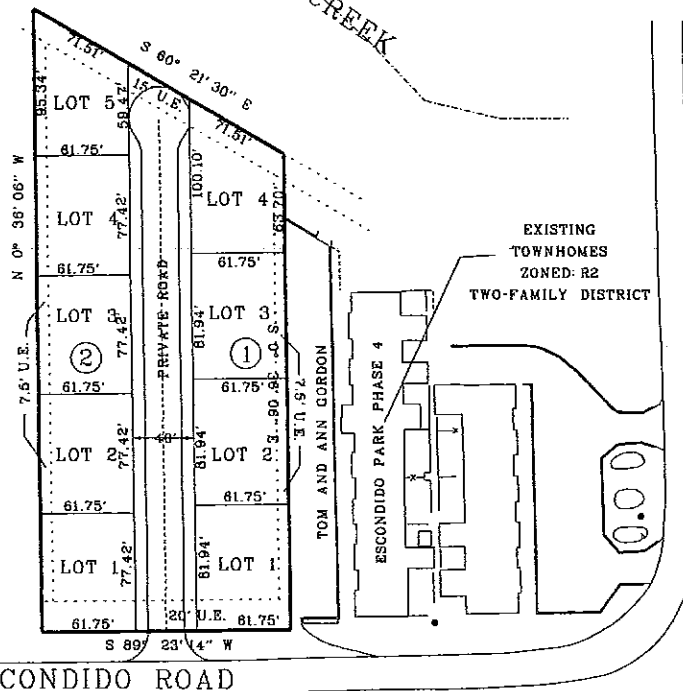 CREEK
71.51'
S 60° 21' 30" E
15' U.E.
71.51'
95.34'
LOT 5
59.47'
61.75'
100.10'
LOT 4
63.70'
N 0° 36' 06" W
LOT 4
77.42'
61.75'
61.75'
EXISTING
TOWNHOMES
ZONED: R2
TWO-FAMILY DISTRICT
PRIVATE ROAD
LOT 3
77.42'
2
LOT 3
81.94'
1
S 0° 36' 06" E
7.5' U.E.
7.5' U.E.
61.75'
61.75'
TOM AND ANN GORDON
ESCONDIDO PARK PHASE 4
LOT 2
77.42'
LOT 2
81.94'
61.75'
61.75'
LOT 1
77.42'
LOT 1
81.94'
20' U.E.
61.75'
61.75'
S 89° 23' 14" W
CONDIDO ROAD